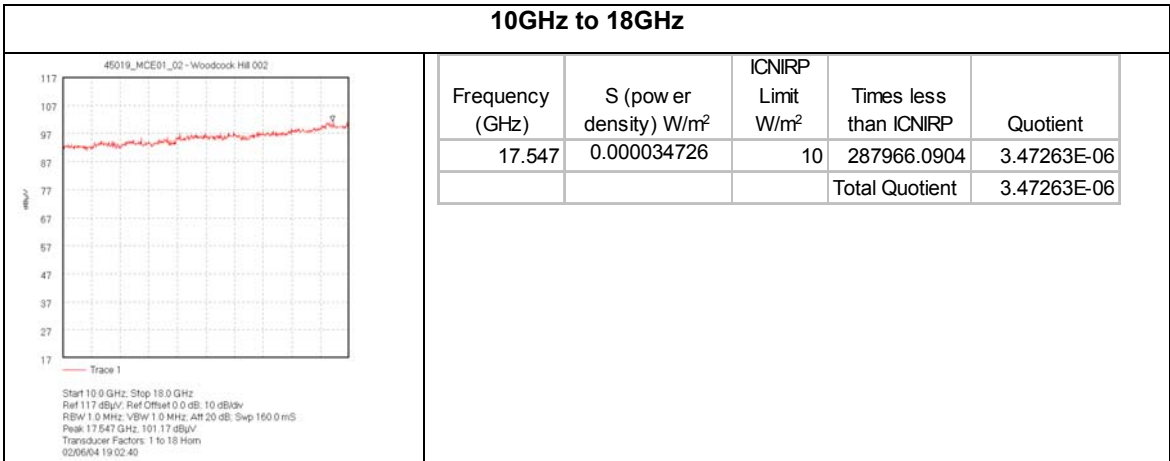 10GHz to 18GHz
45019_MCE01_02 - Woodcock Hill 002
117
107
97
87
77
67
57
47
37
27
17
dBµV
Trace 1
Start 10.0 GHz; Stop 18.0 GHz
Ref 117 dBµV; Ref Offset 0.0 dB; 10 dB/div
RBW 1.0 MHz; VBW 1.0 MHz; Att 20 dB; Swp 160.0 mS
Peak 17.547 GHz, 101.17 dBµV
Transducer Factors: 1 to 18 Horn
02/06/04 19:02:40
Frequency (GHz) S (pow er density) W/m² ICNIRP Limit W/m² Times less than ICNIRP Quotient
17.547 0.000034726 10 287966.0904 3.47263E-06
Total Quotient 3.47263E-06